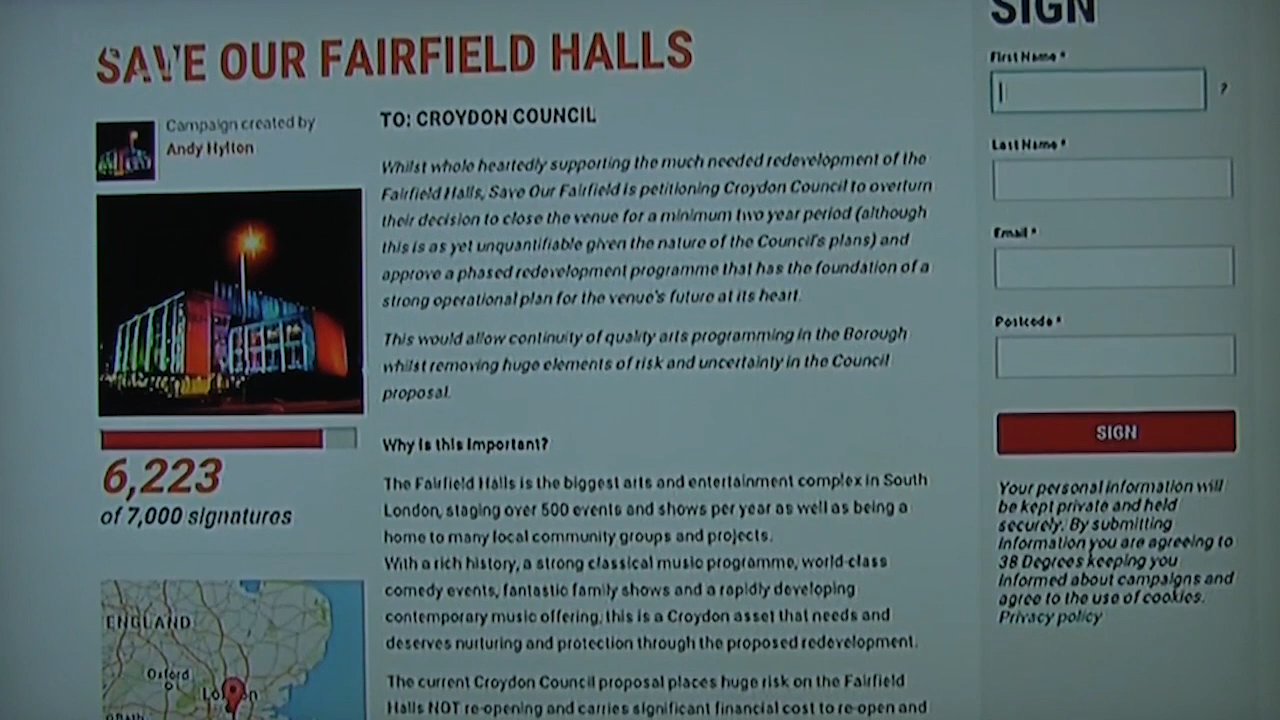 SAVE OUR FAIRFIELD HALLS
Campaign created by
Andy Hylton
6,223
of 7,000 signatures
ENGLAND
Oxford
London
TO: CROYDON COUNCIL
Whilst whole heartedly supporting the much needed redevelopment of the
Fairfield Halls, Save Our Fairfield is petitioning Croydon Council to overturn
their decision to close the venue for a minimum two year period (although
this is as yet unquantifiable given the nature of the Council's plans) and
approve a phased redevelopment programme that has the foundation of a
strong operational plan for the venue's future at its heart.
This would allow continuity of quality arts programming in the Borough
whilst removing huge elements of risk and uncertainty in the Council
proposal.
Why is this important?
The Fairfield Halls is the biggest arts and entertainment complex in South
London, staging over 500 events and shows per year as well as being a
home to many local community groups and projects.
With a rich history, a strong classical music programme, world-class
comedy events, fantastic family shows and a rapidly developing
contemporary music offering, this is a Croydon asset that needs and
deserves nurturing and protection through the proposed redevelopment.
The current Croydon Council proposal places huge risk on the Fairfield
Halls NOT re-opening and carries significant financial cost to re-open and
SIGN
First Name *
?
Last Name *
Email *
Postcode *
SIGN
Your personal information will
be kept private and held
securely. By submitting
information you are agreeing to
38 Degrees keeping you
informed about campaigns and
agree to the use of cookies.
Privacy policy